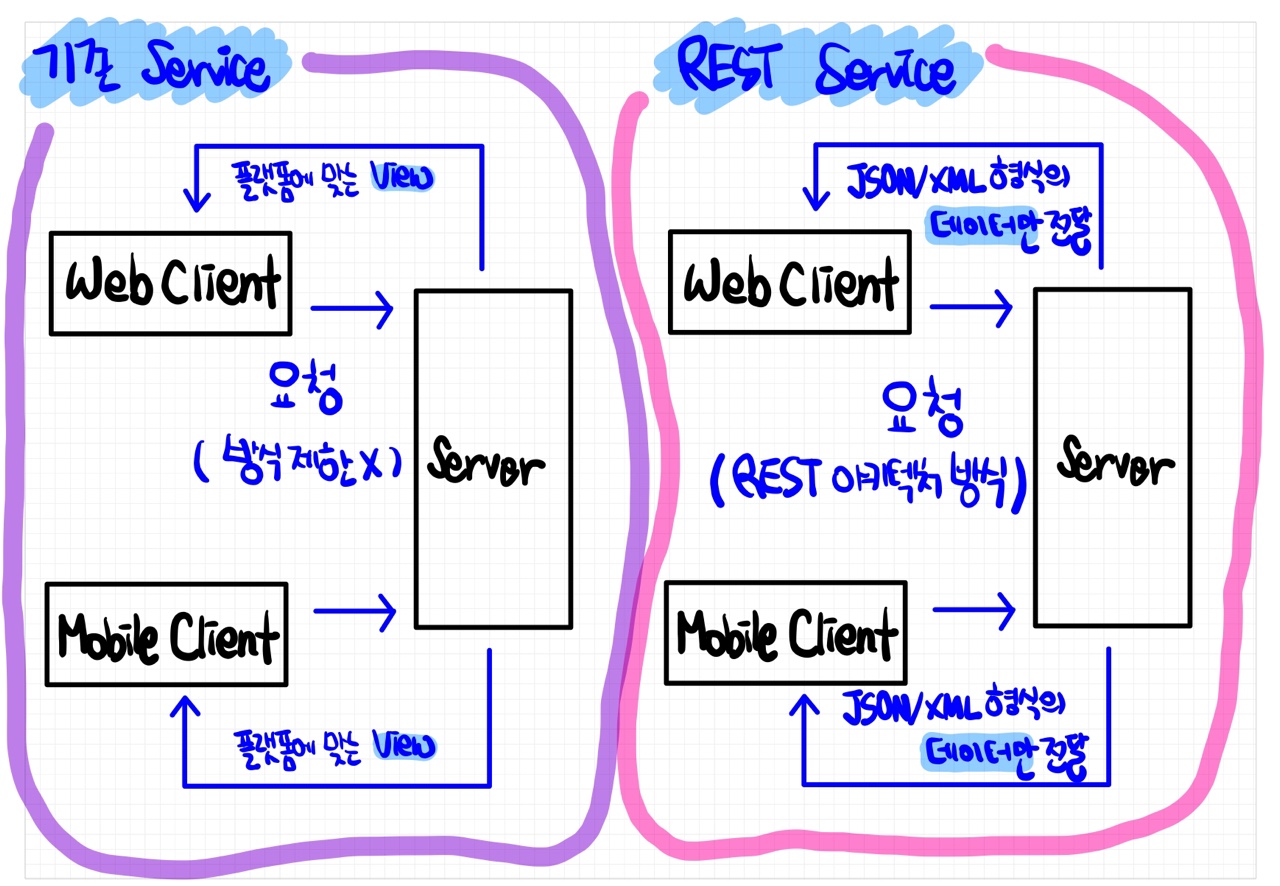 기존 Service
플랫폼에 맞는 View
Web Client
요청
(방식 제한 X)
Server
Mobile Client
플랫폼에 맞는 View
REST Service
JSON/XML 형식의
데이터만 전달
Web Client
요청
(REST 아키텍처 방식)
Server
Mobile Client
JSON/XML 형식의
데이터만 전달